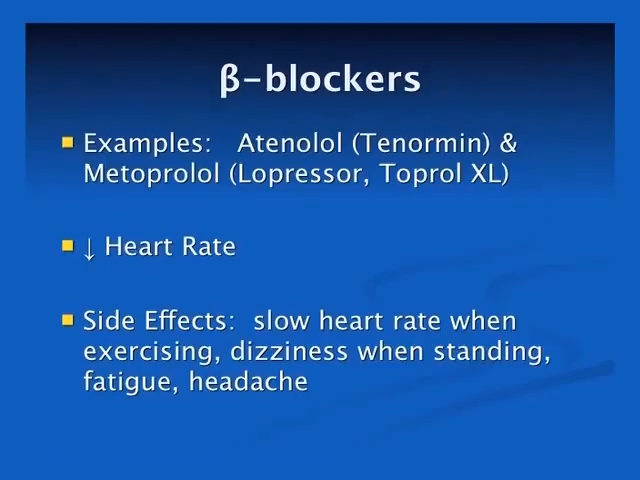 β-blockers
Examples:   Atenolol (Tenormin) &
Metoprolol (Lopressor, Toprol XL)
↓ Heart Rate
Side Effects:  slow heart rate when
exercising, dizziness when standing,
fatigue, headache